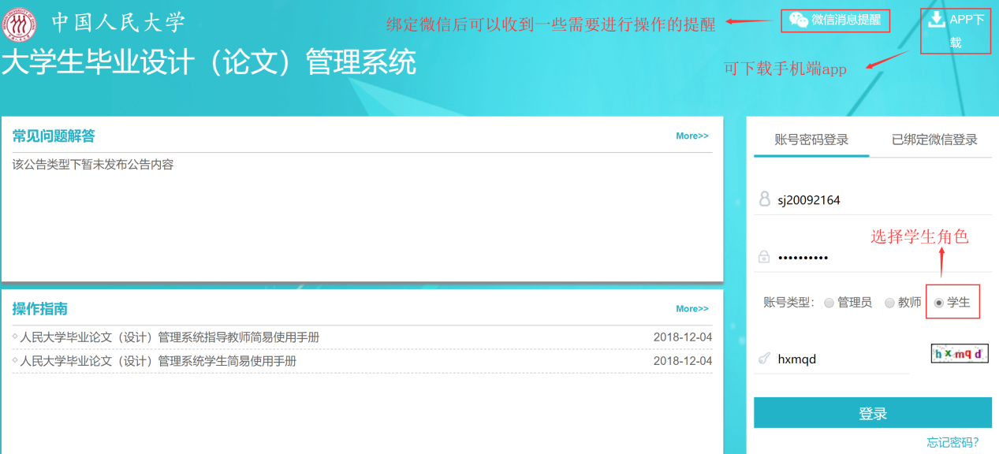 中国人民大学
大学生毕业设计（论文）管理系统
绑定微信后可以收到一些需要进行操作的提醒
微信消息提醒
APP下
载
可下载手机端app
常见问题解答
More>>
该公告类型下暂未发布公告内容
操作指南
More>>
人民大学毕业论文（设计）管理系统指导教师简易使用手册
2018-12-04
人民大学毕业论文（设计）管理系统学生简易使用手册
2018-12-04
账号密码登录
已绑定微信登录
sj20092164
选择学生角色
••••••••••
账号类型：
管理员
教师
学生
hxmqd
hxmqd
登录
忘记密码？